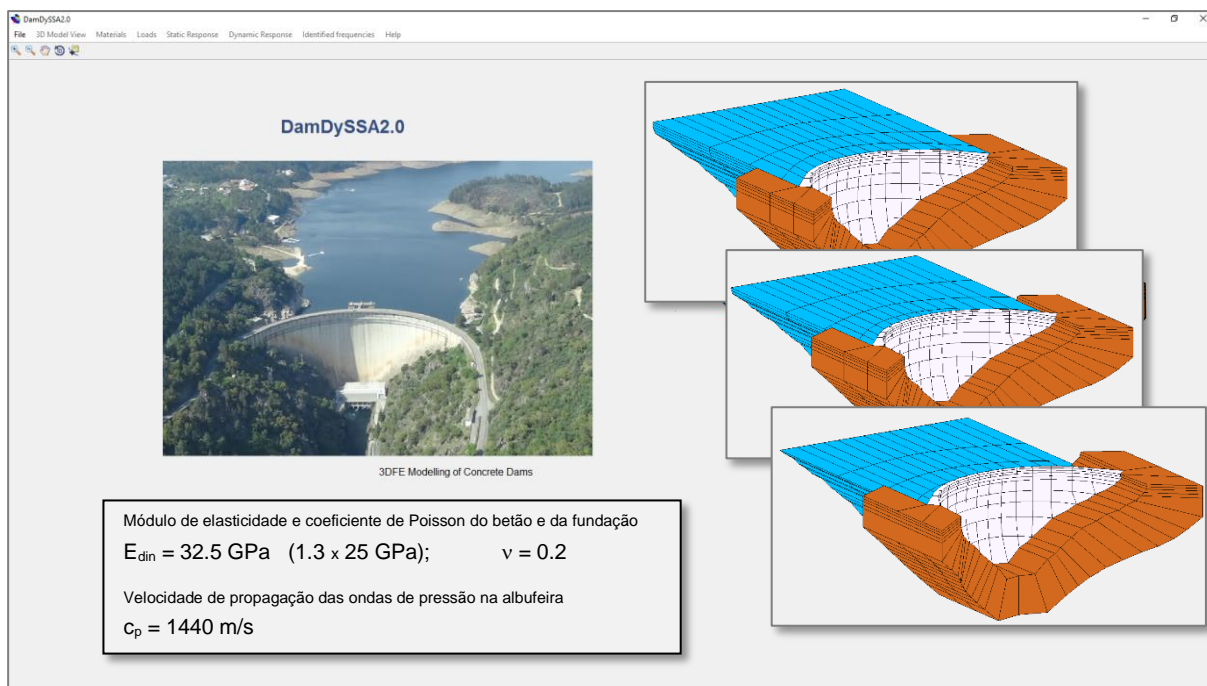 DamDySSA2.0
File 3D Model View Materials Loads Static Response Dynamic Response Identified frequencies Help
DamDySSA2.0
3DFE Modelling of Concrete Dams
Módulo de elasticidade e coeficiente de Poisson do betão e da fundação
Edin = 32.5 GPa (1.3 x 25 GPa); ν = 0.2
Velocidade de propagação das ondas de pressão na albufeira
cp = 1440 m/s